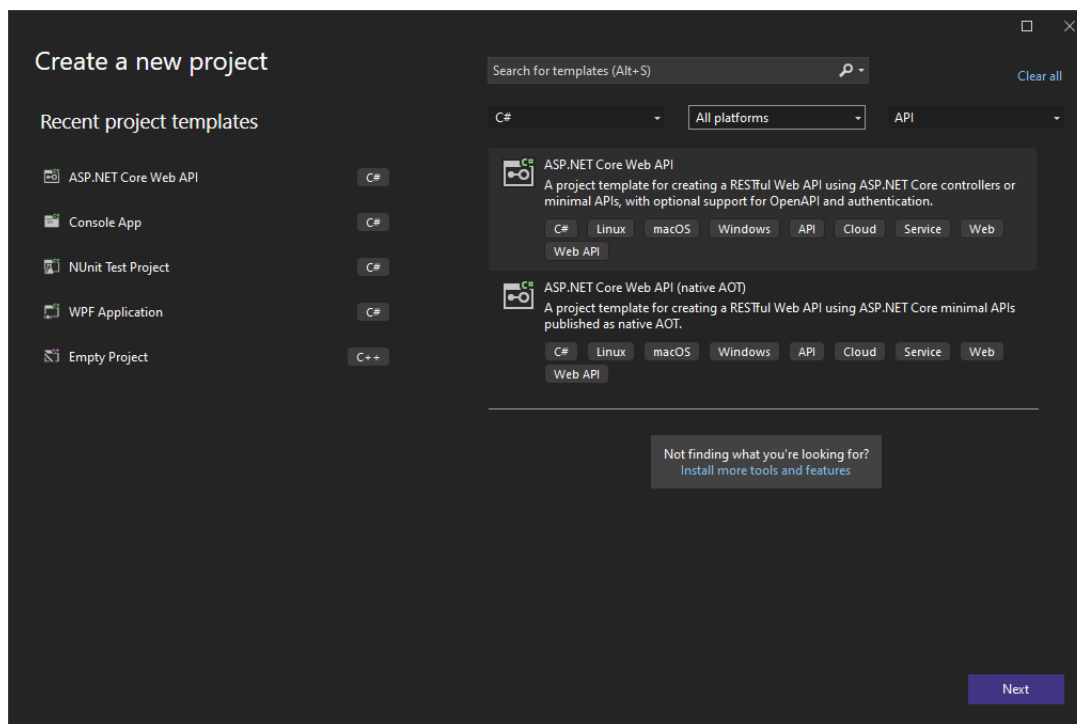 Create a new project
Recent project templates
ASP.NET Core Web API
C#
Console App
C#
NUnit Test Project
C#
WPF Application
C#
Empty Project
C++
Search for templates (Alt+S)
Clear all
C#
All platforms
API
C#
ASP.NET Core Web API
A project template for creating a RESTful Web API using ASP.NET Core controllers or
minimal APIs, with optional support for OpenAPI and authentication.
C# Linux macOS Windows API Cloud Service Web
Web API
C#
ASP.NET Core Web API (native AOT)
A project template for creating a RESTful Web API using ASP.NET Core minimal APIs
published as native AOT.
C# Linux macOS Windows API Cloud Service Web
Web API
Not finding what you're looking for?
Install more tools and features
Next